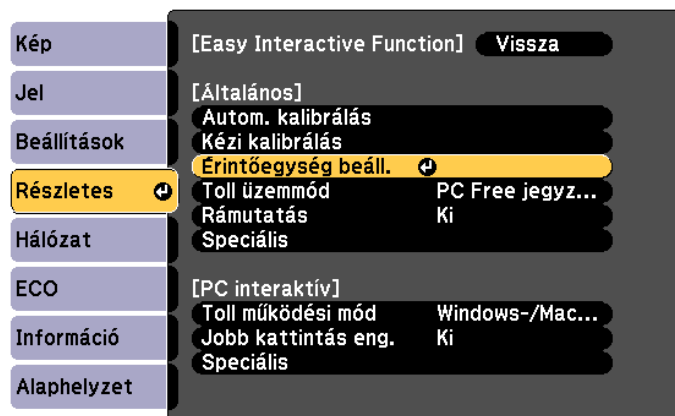 Kép
Jel
Beállítások
Részletes
Hálózat
ECO
Információ
Alaphelyzet
[Easy Interactive Function] Vissza
[Általános]
Autom. kalibrálás
Kézi kalibrálás
Érintőegység beáll.
Toll üzemmód PC Free jegyz...
Rámutatás Ki
Speciális
[PC interaktív]
Toll működési mód Windows-/Mac...
Jobb kattintás eng. Ki
Speciális